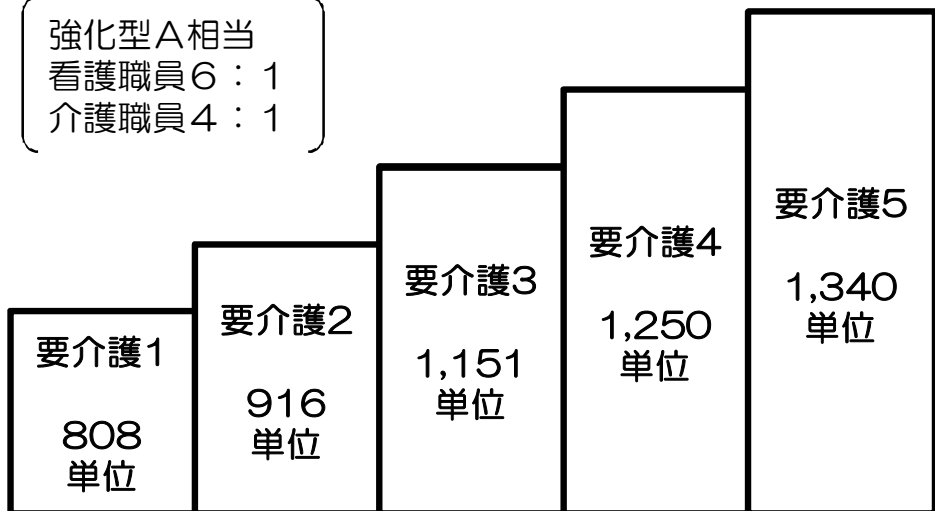 強化型A相当
看護職員6：1
介護職員4：1
要介護1
808
単位
要介護2
916
単位
要介護3
1,151
単位
要介護4
1,250
単位
要介護5
1,340
単位